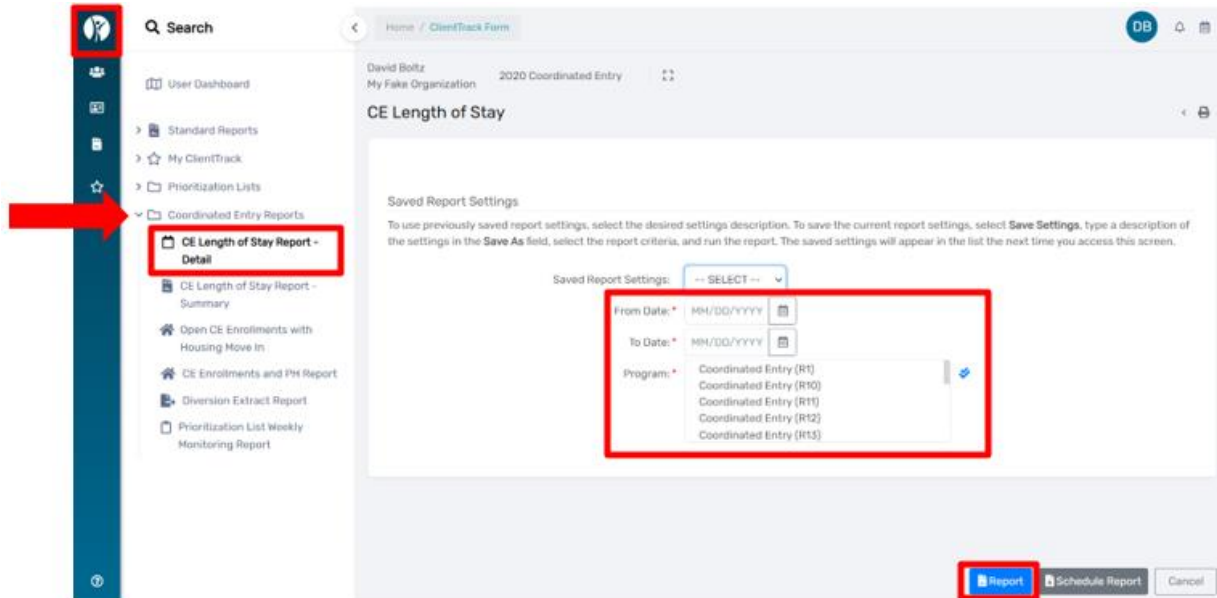 Search
Home / ClientTrack Form
DB
User Dashboard
David Boltz
My Fake Organization
2020 Coordinated Entry
CE Length of Stay
Standard Reports
My ClientTrack
Prioritization Lists
Coordinated Entry Reports
CE Length of Stay Report -
Detail
CE Length of Stay Report -
Summary
Open CE Enrollments with
Housing Move In
CE Enrollments and PH Report
Diversion Extract Report
Prioritization List Weekly
Monitoring Report
Saved Report Settings
To use previously saved report settings, select the desired settings description. To save the current report settings, select Save Settings, type a description of
the settings in the Save As field, select the report criteria, and run the report. The saved settings will appear in the list the next time you access this screen.
Saved Report Settings: -- SELECT --
From Date: * MM/DD/YYYY
To Date: * MM/DD/YYYY
Program: * Coordinated Entry (R1)
Coordinated Entry (R10)
Coordinated Entry (R11)
Coordinated Entry (R12)
Coordinated Entry (R13)
Report
Schedule Report
Cancel